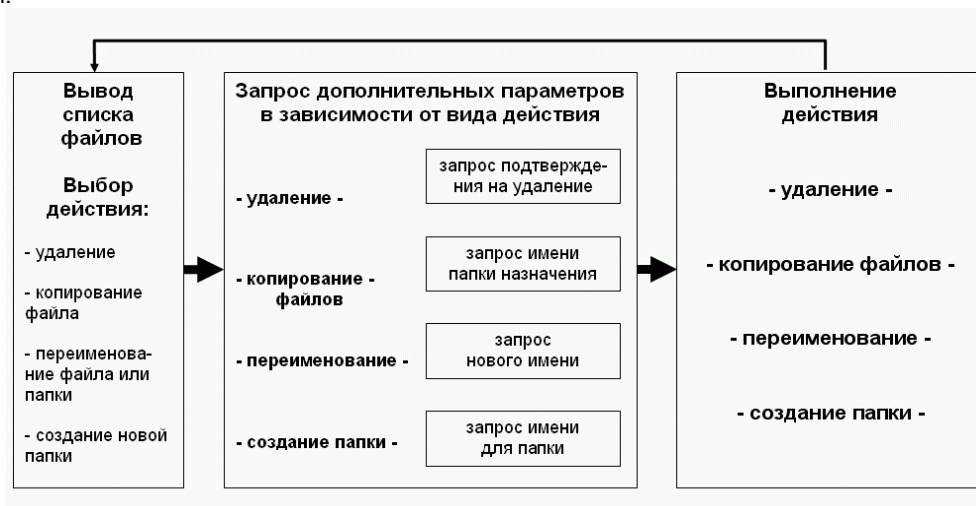 Вывод
списка
файлов
Выбор
действия:
- удаление
- копирование
файла
- переименова-
ние файла или
папки
- создание новой
папки
Запрос дополнительных параметров
в зависимости от вида действия
- удаление -
запрос подтвержде-
ния на удаление
- копирование -
файлов
запрос имени
папки назначения
- переименование -
запрос
нового имени
- создание папки -
запрос имени
для папки
Выполнение
действия
- удаление -
- копирование файлов -
- переименование -
- создание папки -